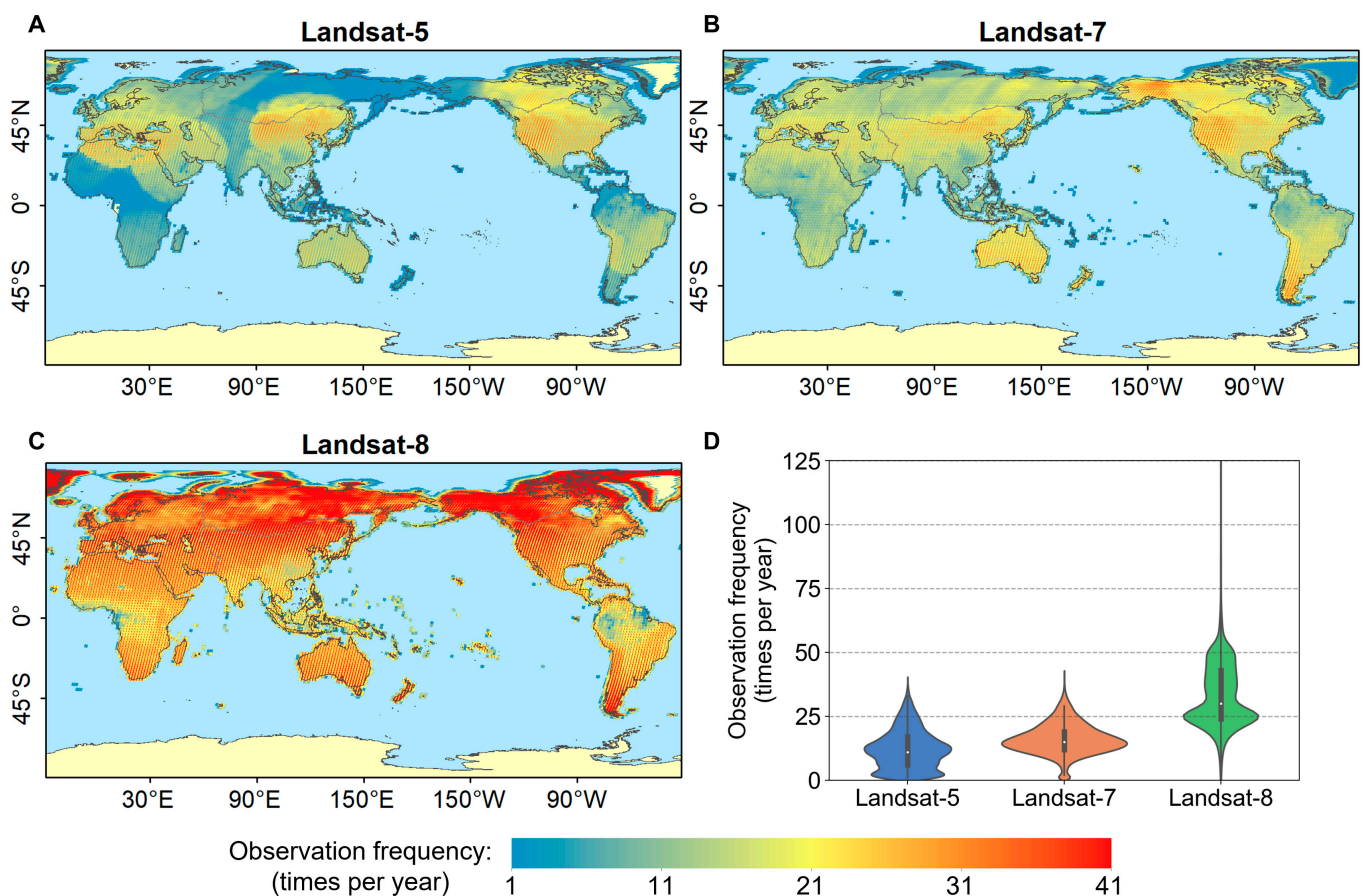 A
Landsat-5
45°N
0°
45°S
30°E 90°E 150°E 150°W 90°W
B
Landsat-7
45°N
0°
45°S
30°E 90°E 150°E 150°W 90°W
C
Landsat-8
45°N
0°
45°S
30°E 90°E 150°E 150°W 90°W
D
Observation frequency
(times per year)
125
100
75
50
25
0
Landsat-5 Landsat-7 Landsat-8
Observation frequency:
(times per year)
1 11 21 31 41